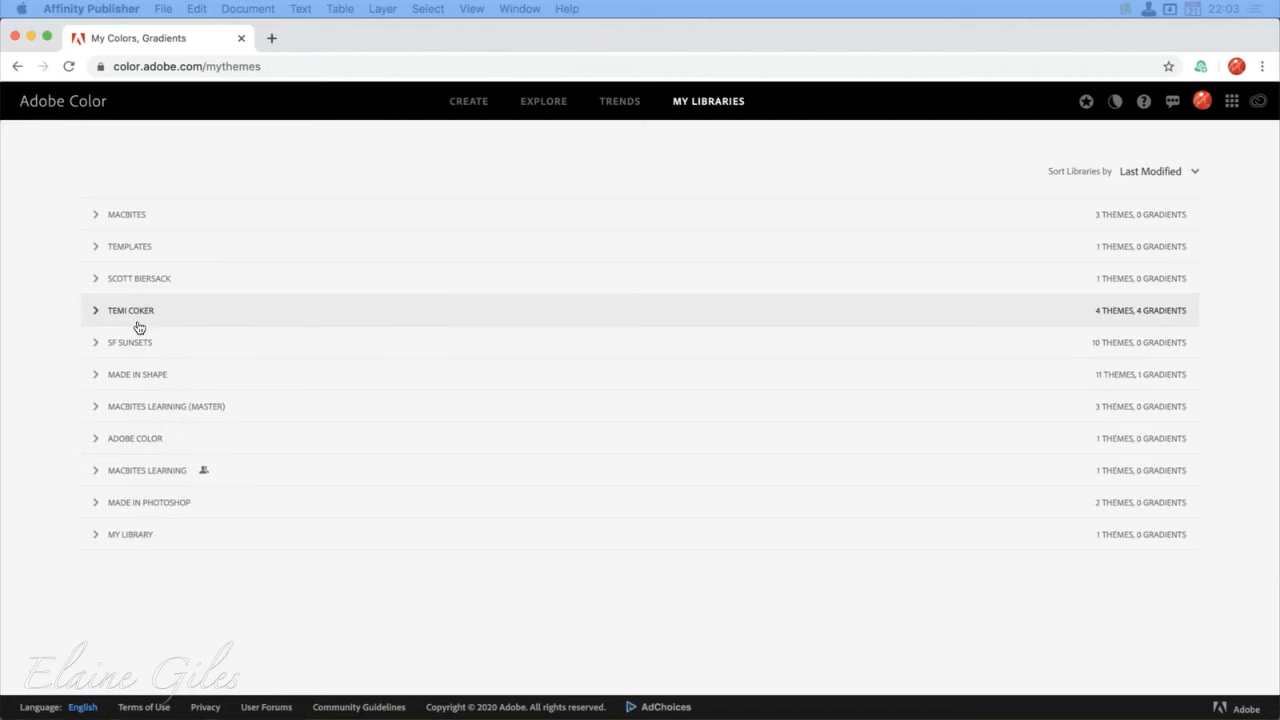 Affinity Publisher File Edit Document Text Table Layer Select View Window Help 22:03
My Colors, Gradients
color.adobe.com/mythemes
Adobe Color CREATE EXPLORE TRENDS MY LIBRARIES
Sort Libraries by Last Modified
MACBITES 3 THEMES, 0 GRADIENTS
TEMPLATES 1 THEMES, 0 GRADIENTS
SCOTT BIERSACK 1 THEMES, 0 GRADIENTS
TEMI COKER 4 THEMES, 4 GRADIENTS
SF SUNSETS 10 THEMES, 0 GRADIENTS
MADE IN SHAPE 11 THEMES, 1 GRADIENTS
MACBITES LEARNING (MASTER) 3 THEMES, 0 GRADIENTS
ADOBE COLOR 1 THEMES, 0 GRADIENTS
MACBITES LEARNING 1 THEMES, 0 GRADIENTS
MADE IN PHOTOSHOP 2 THEMES, 0 GRADIENTS
MY LIBRARY 1 THEMES, 0 GRADIENTS
Elaine Giles
Language: English Terms of Use Privacy User Forums Community Guidelines Copyright © 2020 Adobe. All rights reserved. AdChoices Adobe